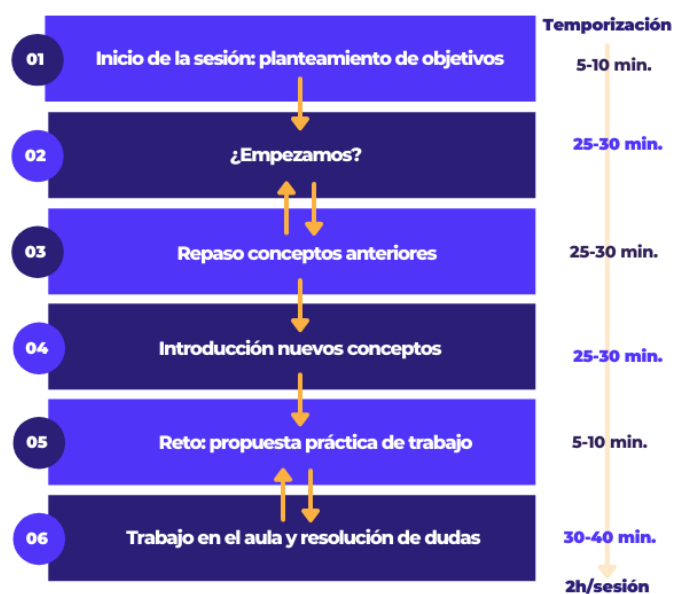 Temporización
01
Inicio de la sesión: planteamiento de objetivos
5-10 min.
02
¿Empezamos?
25-30 min.
03
Repaso conceptos anteriores
25-30 min.
04
Introducción nuevos conceptos
25-30 min.
05
Reto: propuesta práctica de trabajo
5-10 min.
06
Trabajo en el aula y resolución de dudas
30-40 min.
2h/sesión